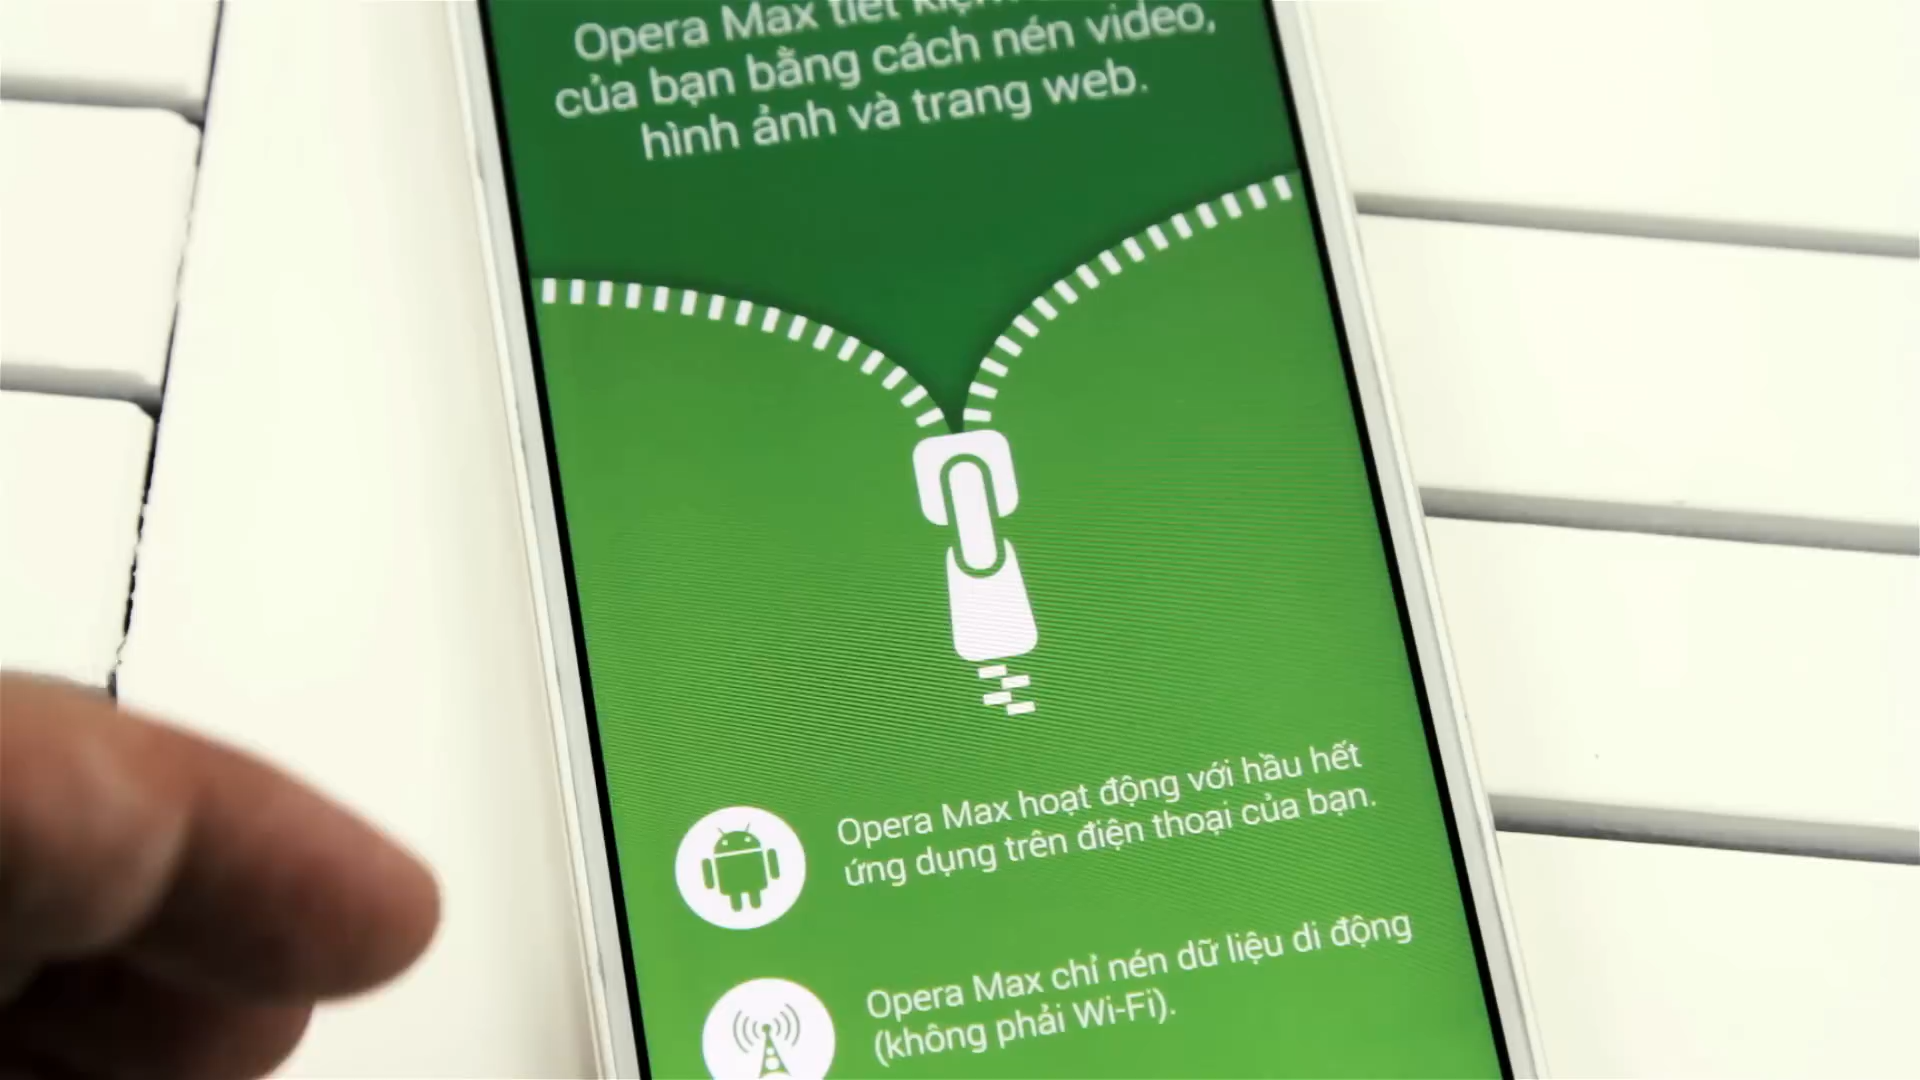 Opera Max tiết kiệm
của bạn bằng cách nén video,
hình ảnh và trang web.
Opera Max hoạt động với hầu hết
ứng dụng trên điện thoại của bạn.
Opera Max chỉ nén dữ liệu di động
(không phải Wi-Fi).